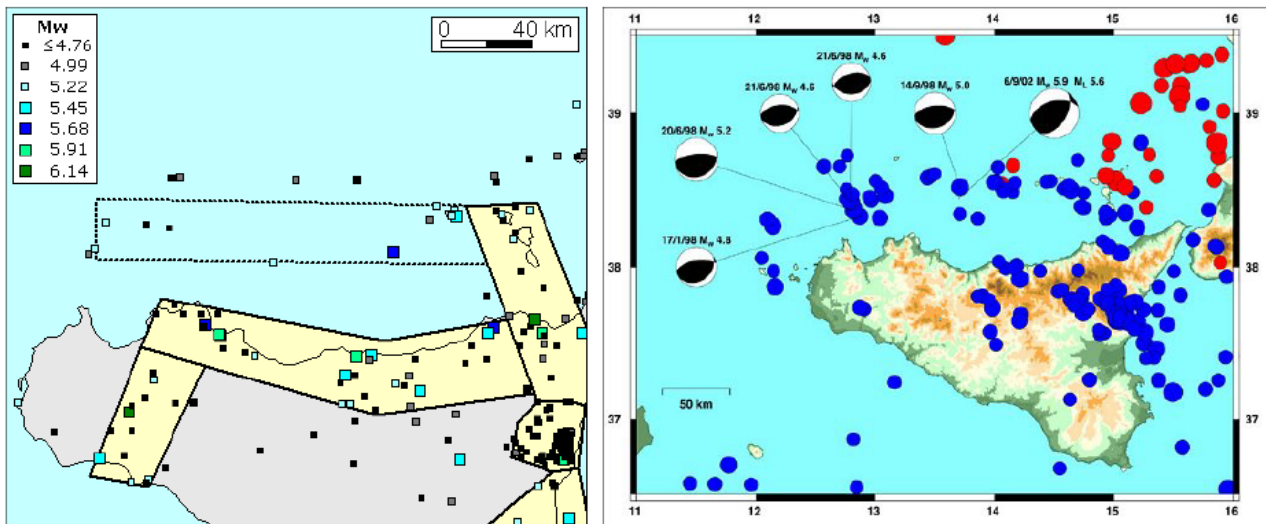 Mw
≤4.76
4.99
5.22
5.45
5.68
5.91
6.14
0 40 km
11 12 13 14 15 16
21/6/98 Mw 4.6
21/6/98 Mw 4.6
14/9/98 Mw 5.0
6/9/02 Mw 5.9 ML 5.6
20/6/98 Mw 5.2
17/1/98 Mw 4.8
39 39
38 38
37 37
50 km
11 12 13 14 15 16